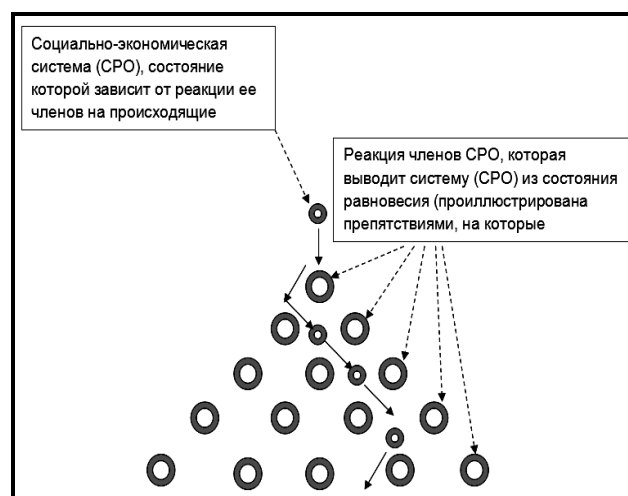 Социально-экономическая
система (СРО), состояние
которой зависит от реакции ее
членов на происходящие
Реакция членов СРО, которая
выводит систему (СРО) из состояния
равновесия (проиллюстрирована
препятствиями, на которые